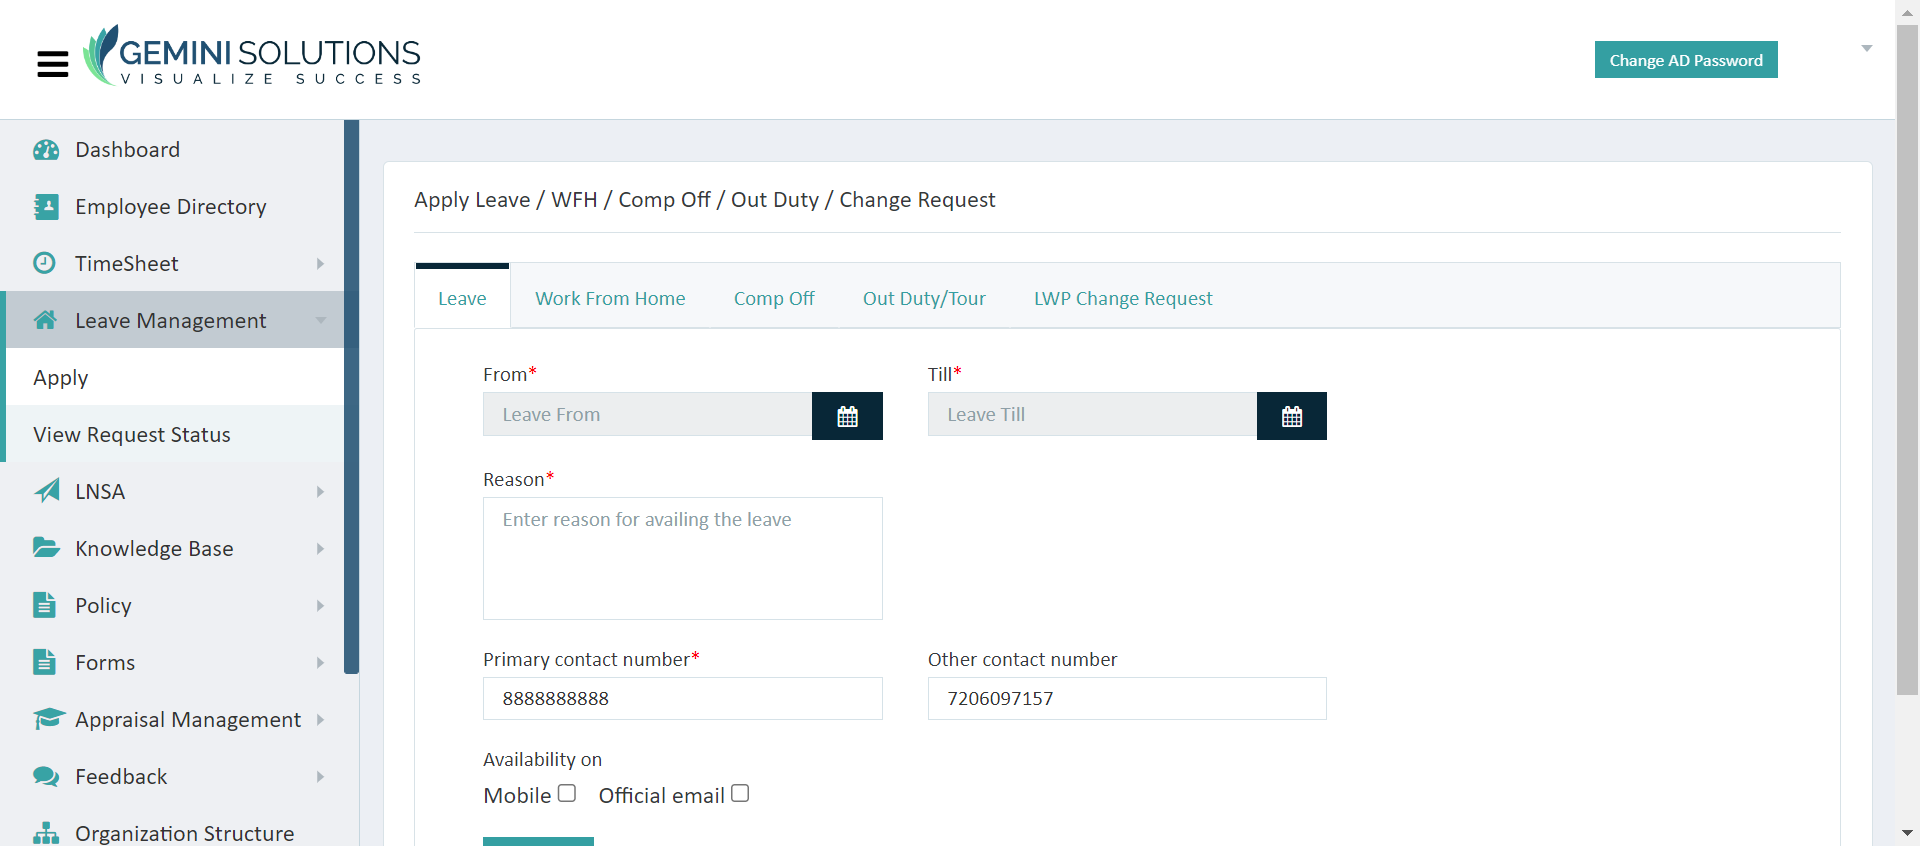 GEMINI SOLUTIONS
VISUALIZE SUCCESS
Change AD Password
Dashboard
Employee Directory
TimeSheet
Leave Management
Apply
View Request Status
LNSA
Knowledge Base
Policy
Forms
Appraisal Management
Feedback
Organization Structure
Apply Leave / WFH / Comp Off / Out Duty / Change Request
Leave Work From Home Comp Off Out Duty/Tour LWP Change Request
From* Till*
Leave From Leave Till
Reason*
Enter reason for availing the leave
Primary contact number* Other contact number
8888888888 7206097157
Availability on
Mobile Official email